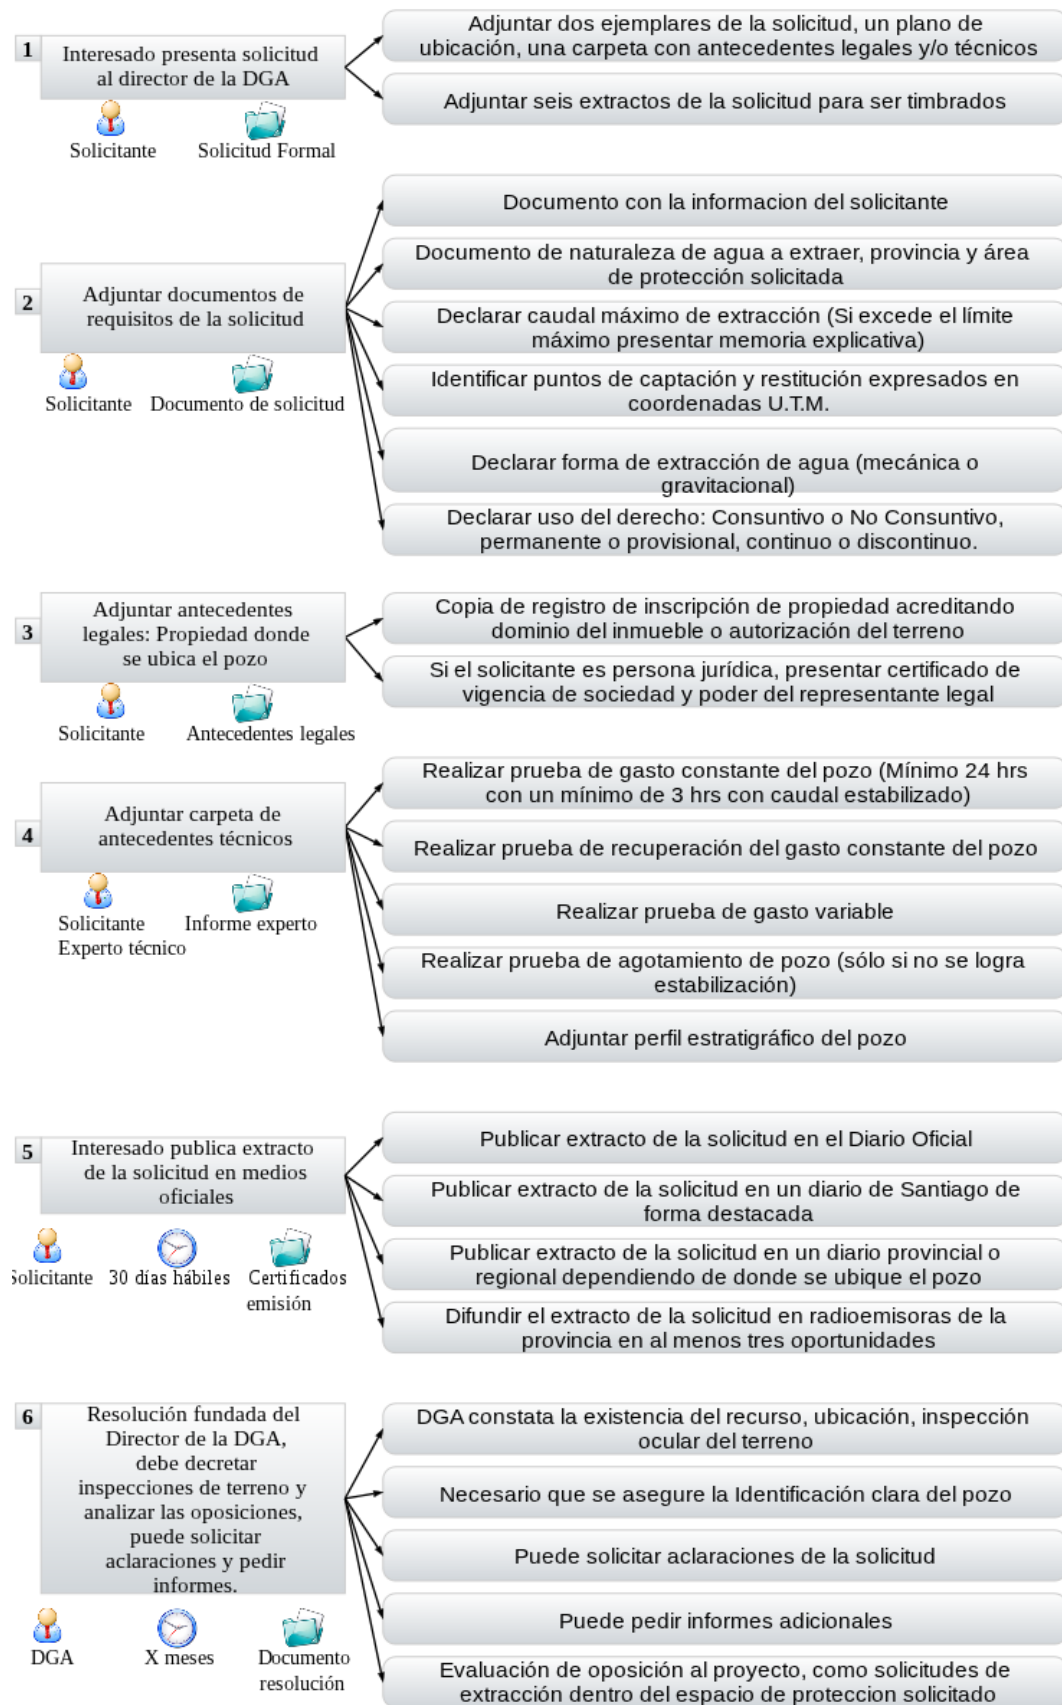 1
Interesado presenta solicitud
al director de la DGA
Solicitante
Solicitud Formal
Adjuntar dos ejemplares de la solicitud, un plano de
ubicación, una carpeta con antecedentes legales y/o técnicos
Adjuntar seis extractos de la solicitud para ser timbrados
2
Adjuntar documentos de
requisitos de la solicitud
Solicitante
Documento de solicitud
Documento con la informacion del solicitante
Documento de naturaleza de agua a extraer, provincia y área
de protección solicitada
Declarar caudal máximo de extracción (Si excede el límite
máximo presentar memoria explicativa)
Identificar puntos de captación y restitución expresados en
coordenadas U.T.M.
Declarar forma de extracción de agua (mecánica o
gravitacional)
Declarar uso del derecho: Consuntivo o No Consuntivo,
permanente o provisional, continuo o discontinuo.
3
Adjuntar antecedentes
legales: Propiedad donde
se ubica el pozo
Solicitante
Antecedentes legales
Copia de registro de inscripción de propiedad acreditando
dominio del inmueble o autorización del terreno
Si el solicitante es persona jurídica, presentar certificado de
vigencia de sociedad y poder del representante legal
4
Adjuntar carpeta de
antecedentes técnicos
Solicitante
Experto técnico
Informe experto
Realizar prueba de gasto constante del pozo (Mínimo 24 hrs
con un mínimo de 3 hrs con caudal estabilizado)
Realizar prueba de recuperación del gasto constante del pozo
Realizar prueba de gasto variable
Realizar prueba de agotamiento de pozo (sólo si no se logra
estabilización)
Adjuntar perfil estratigráfico del pozo
5
Interesado publica extracto
de la solicitud en medios
oficiales
Solicitante
30 días hábiles
Certificados
emisión
Publicar extracto de la solicitud en el Diario Oficial
Publicar extracto de la solicitud en un diario de Santiago de
forma destacada
Publicar extracto de la solicitud en un diario provincial o
regional dependiendo de donde se ubique el pozo
Difundir el extracto de la solicitud en radioemisoras de la
provincia en al menos tres oportunidades
6
Resolución fundada del
Director de la DGA,
debe decretar
inspecciones de terreno y
analizar las oposiciones,
puede solicitar
aclaraciones y pedir
informes.
DGA
X meses
Documento
resolución
DGA constata la existencia del recurso, ubicación, inspección
ocular del terreno
Necesario que se asegure la Identificación clara del pozo
Puede solicitar aclaraciones de la solicitud
Puede pedir informes adicionales
Evaluación de oposición al proyecto, como solicitudes de
extracción dentro del espacio de proteccion solicitado